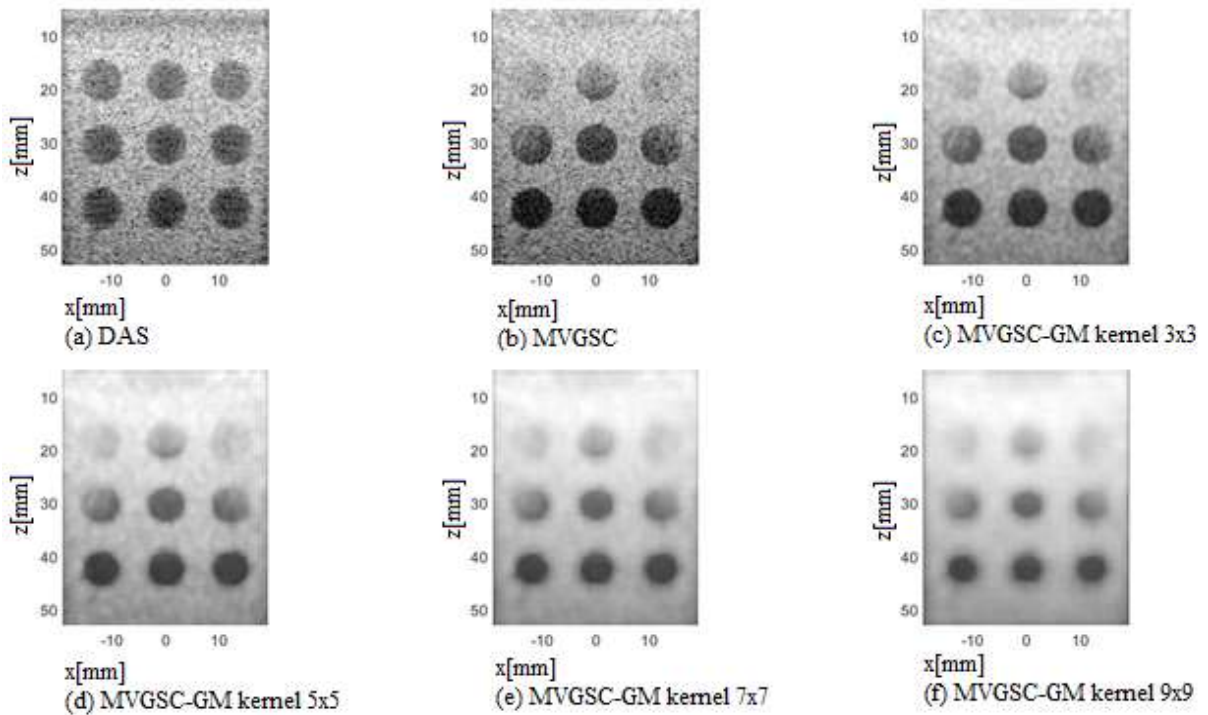 10
20
30
40
50
z[mm]
-10 0 10
x[mm]
(a) DAS
10
20
30
40
50
z[mm]
-10 0 10
x[mm]
(b) MVGSC
10
20
30
40
50
z[mm]
-10 0 10
x[mm]
(c) MVGSC-GM kernel 3x3
10
20
30
40
50
z[mm]
-10 0 10
x[mm]
(d) MVGSC-GM kernel 5x5
10
20
30
40
50
z[mm]
-10 0 10
x[mm]
(e) MVGSC-GM kernel 7x7
10
20
30
40
50
z[mm]
-10 0 10
x[mm]
(f) MVGSC-GM kernel 9x9